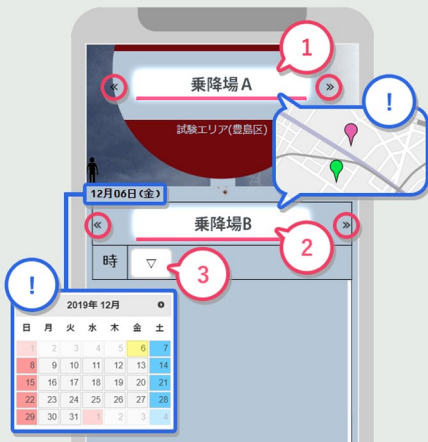 1
« 乗降場A »
!
試験エリア(豊島区)
12月06日(金)
« 乗降場B »
2
時 ▽
3
!
2019年 12月
日 月 火 水 木 金 土
1 2 3 4 5 6 7
8 9 10 11 12 13 14
15 16 17 18 19 20 21
22 23 24 25 26 27 28
29 30 31 1 2 3 4